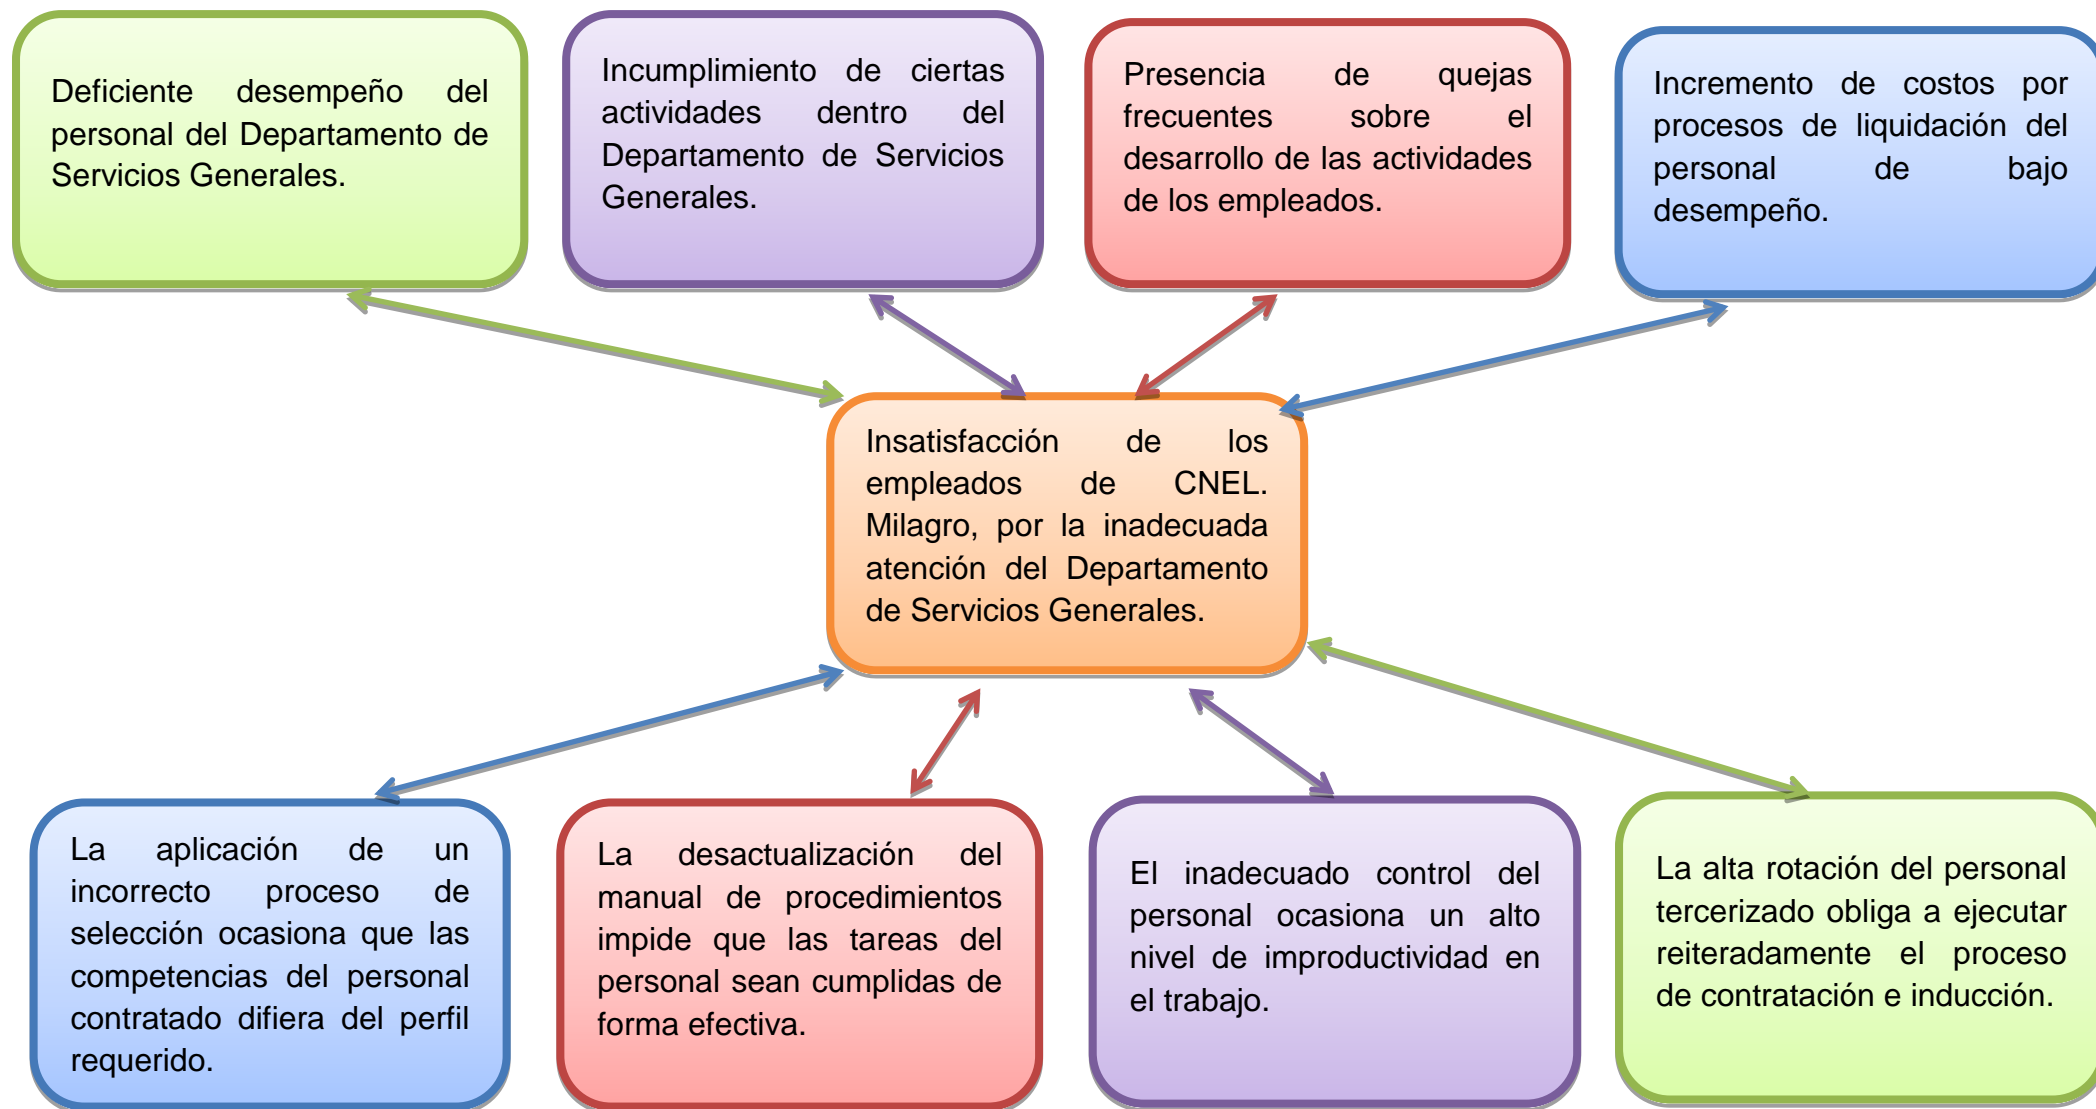 Deficiente desempeño del
personal del Departamento de
Servicios Generales.
Incumplimiento de ciertas
actividades dentro del
Departamento de Servicios
Generales.
Presencia de quejas
frecuentes sobre el
desarrollo de las actividades
de los empleados.
Incremento de costos por
procesos de liquidación del
personal de bajo
desempeño.
Insatisfacción de los
empleados de CNEL.
Milagro, por la inadecuada
atención del Departamento
de Servicios Generales.
La aplicación de un
incorrecto proceso de
selección ocasiona que las
competencias del personal
contratado difiera del perfil
requerido.
La desactualización del
manual de procedimientos
impide que las tareas del
personal sean cumplidas de
forma efectiva.
El inadecuado control del
personal ocasiona un alto
nivel de improductividad en
el trabajo.
La alta rotación del personal
tercerizado obliga a ejecutar
reiteradamente el proceso
de contratación e inducción.